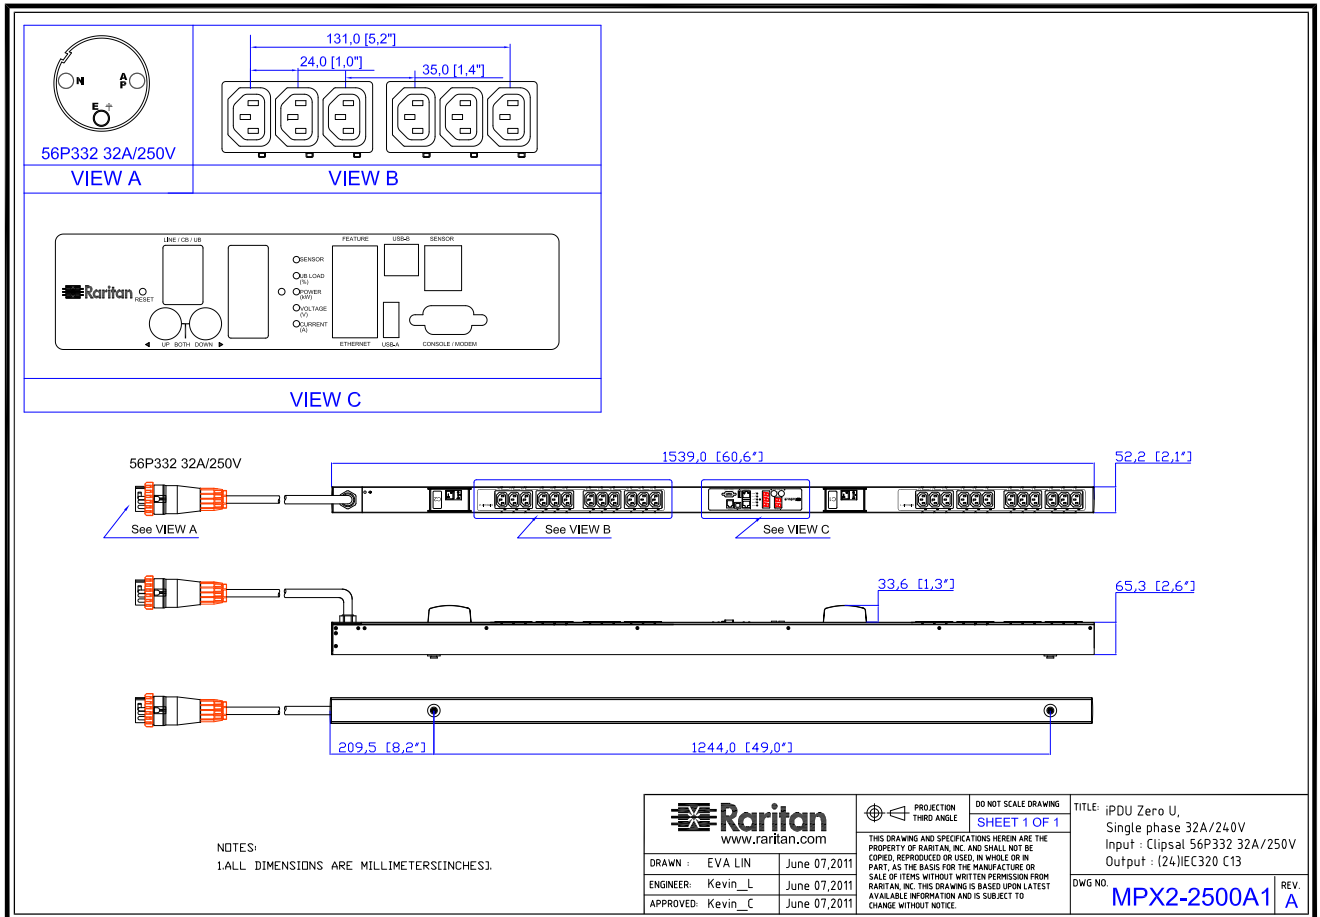 131,0 [5,2"]
24,0 [1,0"]
35,0 [1,4"]
N
A
P
E
56P332 32A/250V
VIEW A
VIEW B
LINE / CB / UB
FEATURE
USB-B
SENSOR
Raritan
RESET
SENSOR
UB LOAD
(%)
POWER
(kW)
VOLTAGE
(V)
CURRENT
(A)
UP BOTH DOWN
ETHERNET
USB-A
CONSOLE / MODEM
VIEW C
56P332 32A/250V
1539,0 [60,6"]
52,2 [2,1"]
See VIEW A
See VIEW B
See VIEW C
33,6 [1,3"]
65,3 [2,6"]
209,5 [8,2"]
1244,0 [49,0"]
NOTES:
1.ALL DIMENSIONS ARE MILLIMETERS[INCHES].
Raritan
www.raritan.com
DRAWN : EVA LIN June 07,2011
ENGINEER: Kevin_L June 07,2011
APPROVED: Kevin_C June 07,2011
PROJECTION
THIRD ANGLE
DO NOT SCALE DRAWING
SHEET 1 OF 1
THIS DRAWING AND SPECIFICATIONS HEREIN ARE THE
PROPERTY OF RARITAN, INC. AND SHALL NOT BE
COPIED, REPRODUCED OR USED, IN WHOLE OR IN
PART, AS THE BASIS FOR THE MANUFACTURE OR
SALE OF ITEMS WITHOUT WRITTEN PERMISSION FROM
RARITAN, INC. THIS DRAWING IS BASED UPON LATEST
AVAILABLE INFORMATION AND IS SUBJECT TO
CHANGE WITHOUT NOTICE.
TITLE: iPDU Zero U,
Single phase 32A/240V
Input : Clipsal 56P332 32A/250V
Output : (24)IEC320 C13
DWG NO. MPX2-2500A1
REV. A